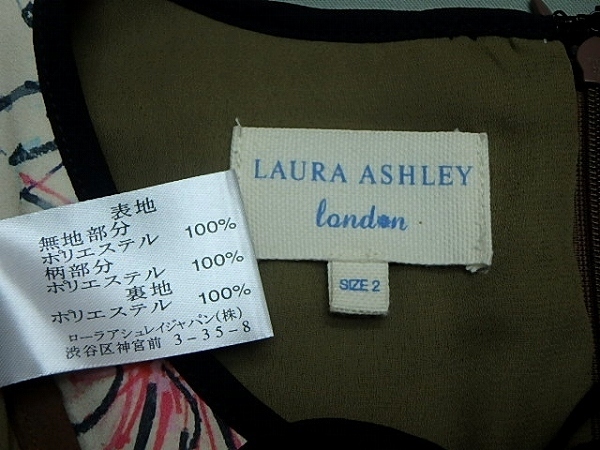 LAURA ASHLEY
london
SIZE 2
表地
無地部分
ポリエステル 100%
柄部分
ポリエステル 100%
裏地
ポリエステル 100%
ローラアシュレイジャパン(株)
渋谷区神宮前 3-35-8